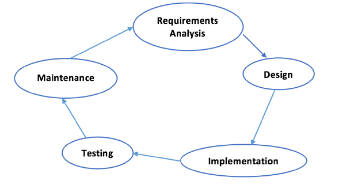 Requirements
Analysis
Design
Implementation
Testing
Maintenance